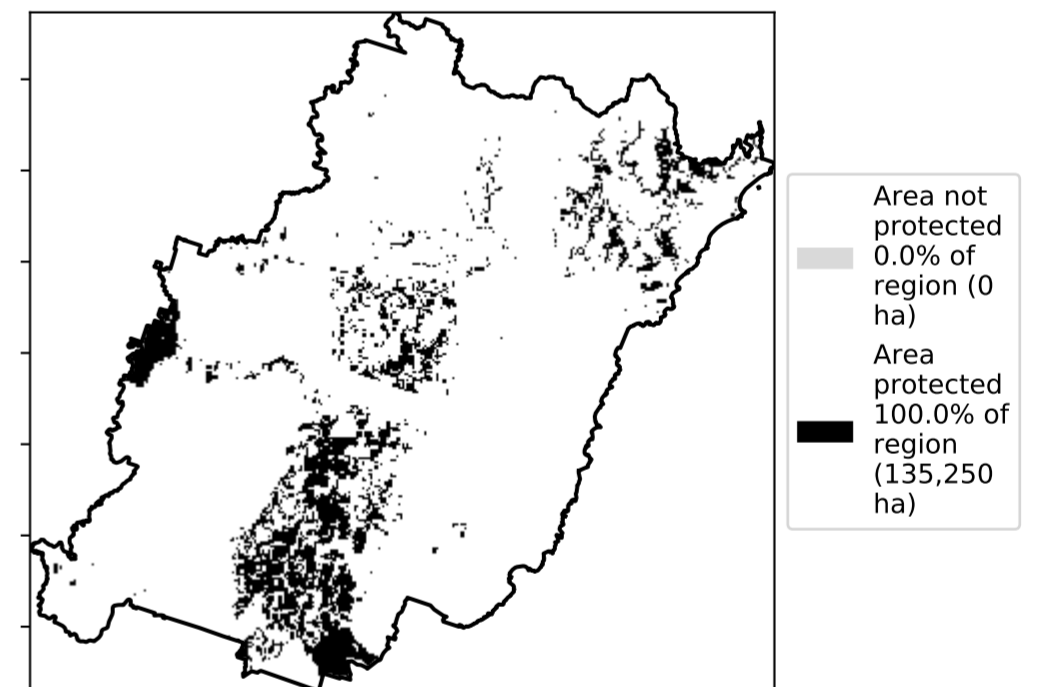 Area not
protected
0.0% of
region (0
ha)
Area
protected
100.0% of
region
(135,250
ha)